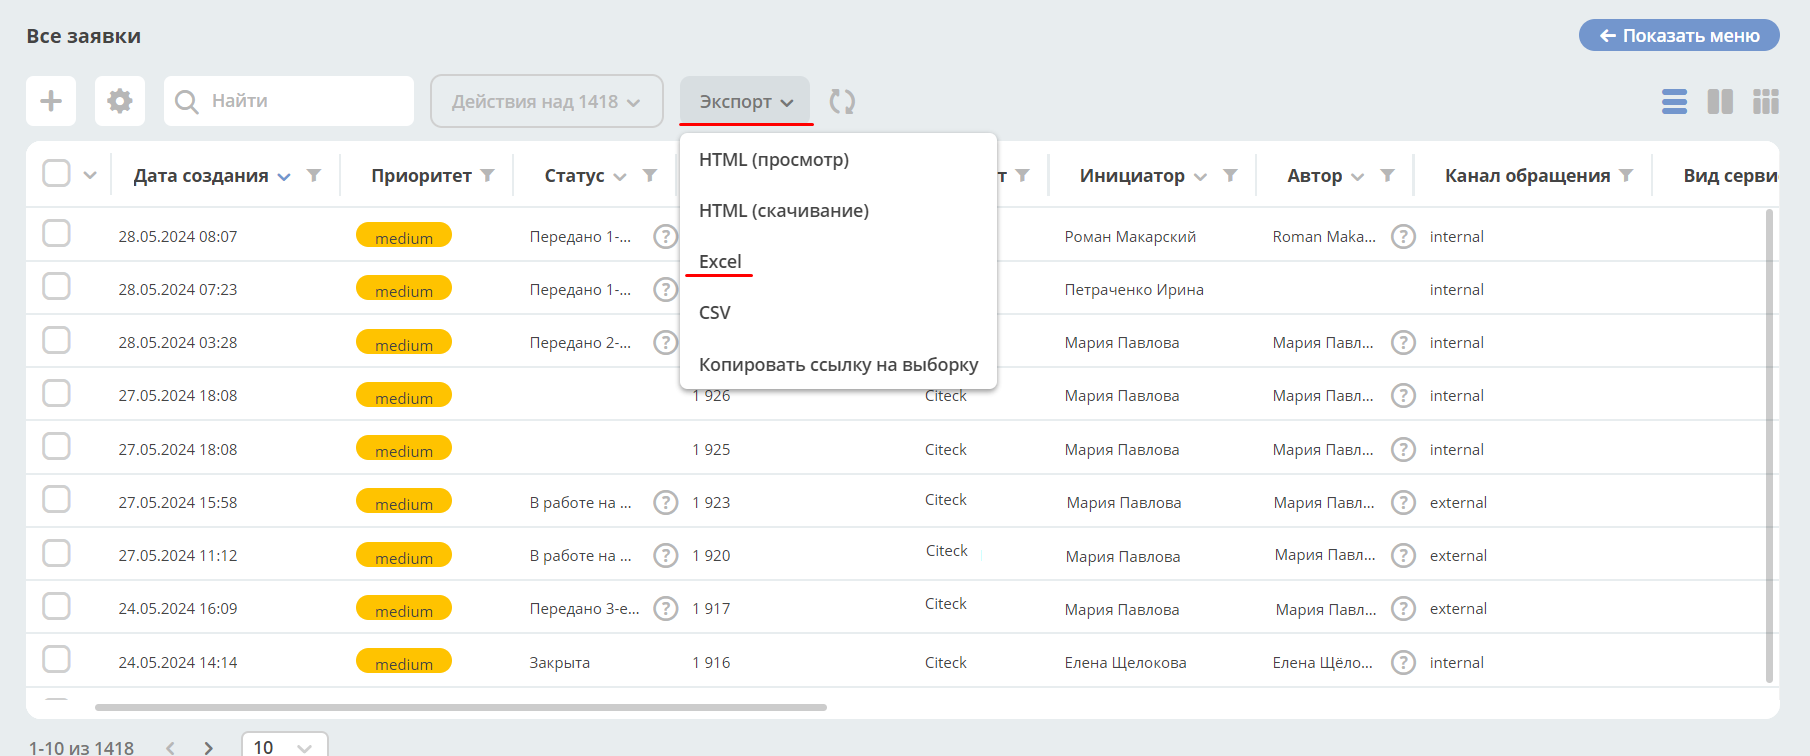 Все заявки
Показать меню
Найти
Действия над 1418
Экспорт
HTML (просмотр)
HTML (скачивание)
Excel
CSV
Копировать ссылку на выборку
Дата создания Приоритет Статус т Инициатор Автор Канал обращения Вид серви
28.05.2024 08:07 medium Передано 1-... ? Роман Макарский Roman Maka... ? internal
28.05.2024 07:23 medium Передано 1-... ? Петраченко Ирина internal
28.05.2024 03:28 medium Передано 2-... ? Мария Павлова Мария Павл... ? internal
27.05.2024 18:08 medium 1 926 Citeck Мария Павлова Мария Павл... ? internal
27.05.2024 18:08 medium 1 925 Citeck Мария Павлова Мария Павл... ? internal
27.05.2024 15:58 medium В работе на ... ? 1 923 Citeck Мария Павлова Мария Павл... ? external
27.05.2024 11:12 medium В работе на ... ? 1 920 Citeck Мария Павлова Мария Павл... ? external
24.05.2024 16:09 medium Передано 3-е... ? 1 917 Citeck Мария Павлова Мария Павл... ? external
24.05.2024 14:14 medium Закрыта 1 916 Citeck Елена Щелокова Елена Щёло... ? internal
1-10 из 1418 10